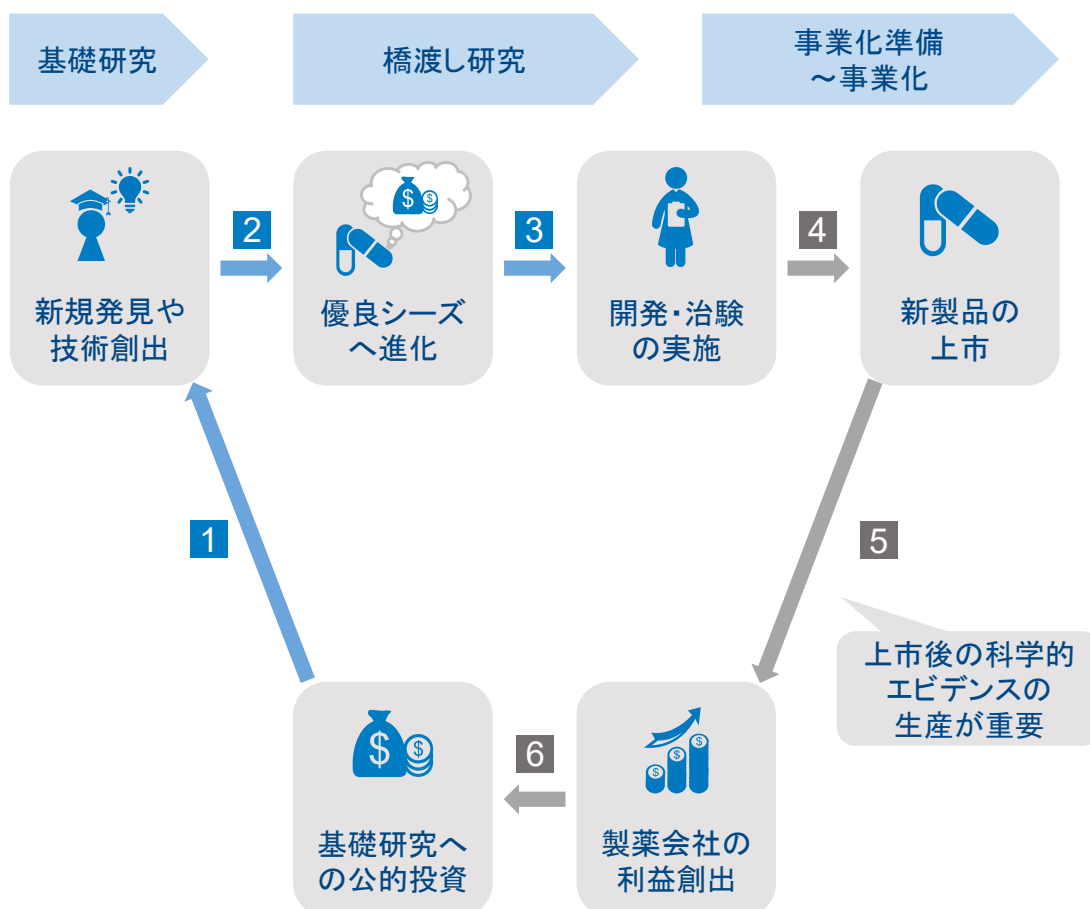 基礎研究
橋渡し研究
事業化準備
～事業化
2
3
4
新規発見や
技術創出
優良シーズ
へ進化
開発・治験
の実施
新製品の
上市
1
5
上市後の科学的
エビデンスの
生産が重要
6
基礎研究へ
の公的投資
製薬会社の
利益創出